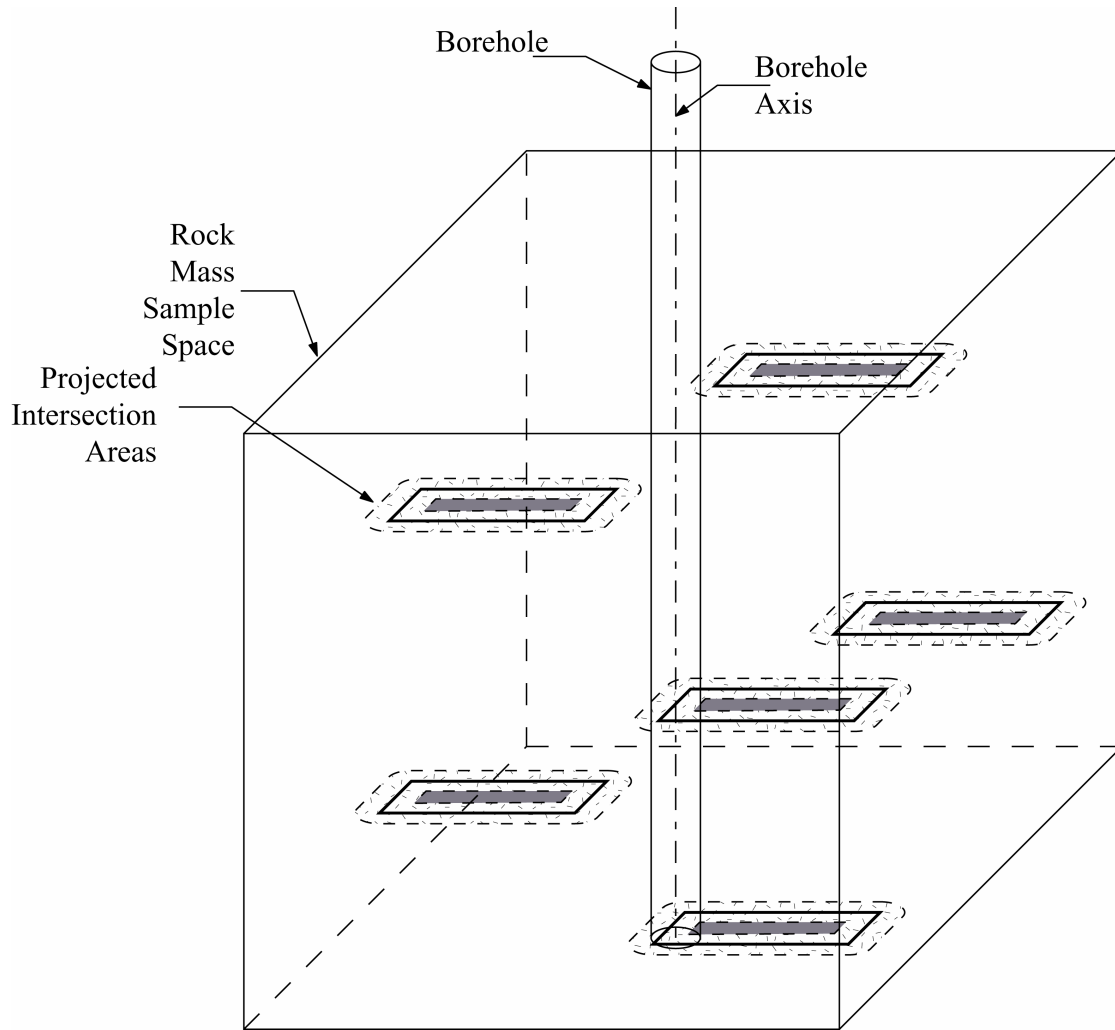 Borehole
Borehole
Axis
Rock
Mass
Sample
Space
Projected
Intersection
Areas